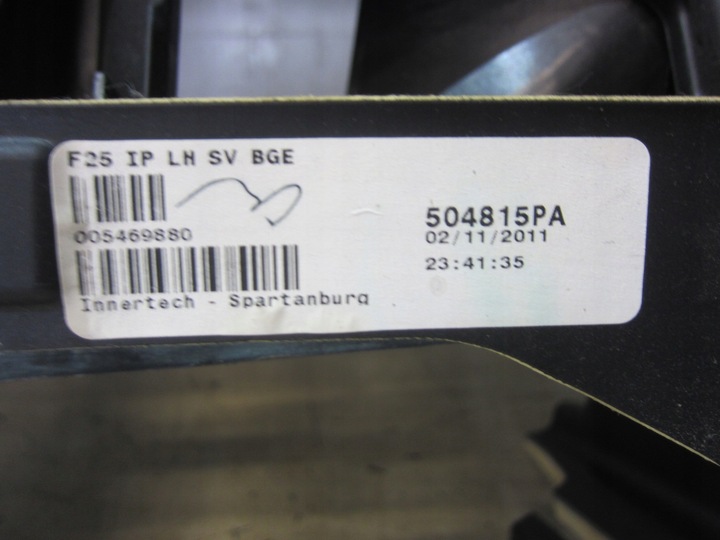 F25 IP LH SV BGE
005469880
504815PA
02/11/2011
23:41:35
Innertech - Spartanburg